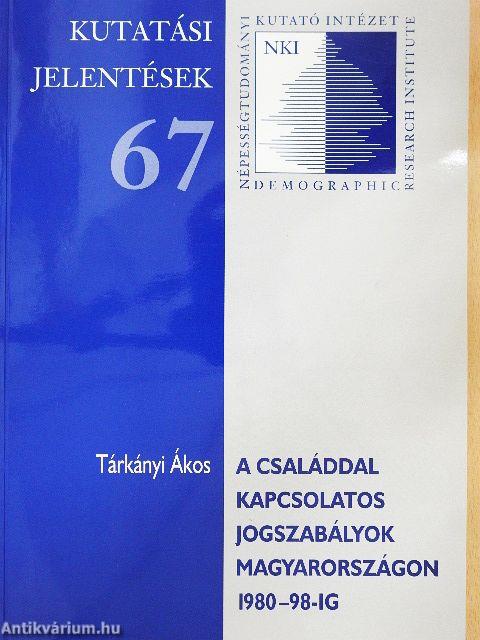 KUTATÁSI
JELENTÉSEK
67
NÉPESSÉGTUDOMÁNYI
KUTATÓ INTÉZET
NKI
DEMOGRAPHIC
RESEARCH INSTITUTE
Tárkányi Ákos
A CSALÁDDAL
KAPCSOLATOS
JOGSZABÁLYOK
MAGYARORSZÁGON
1980–98-IG
Antikvárium.hu